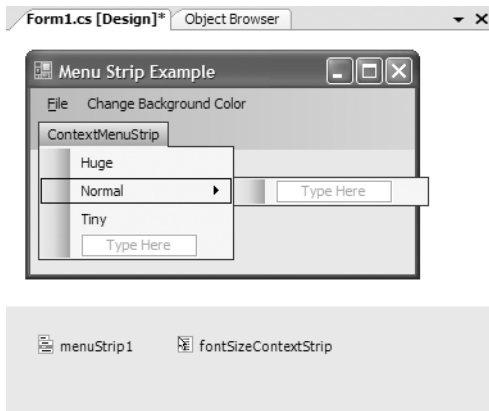 Form1.cs [Design]* Object Browser
Menu Strip Example
File Change Background Color
ContextMenuStrip
Huge
Normal Type Here
Tiny
Type Here
menuStrip1 fontSizeContextStrip